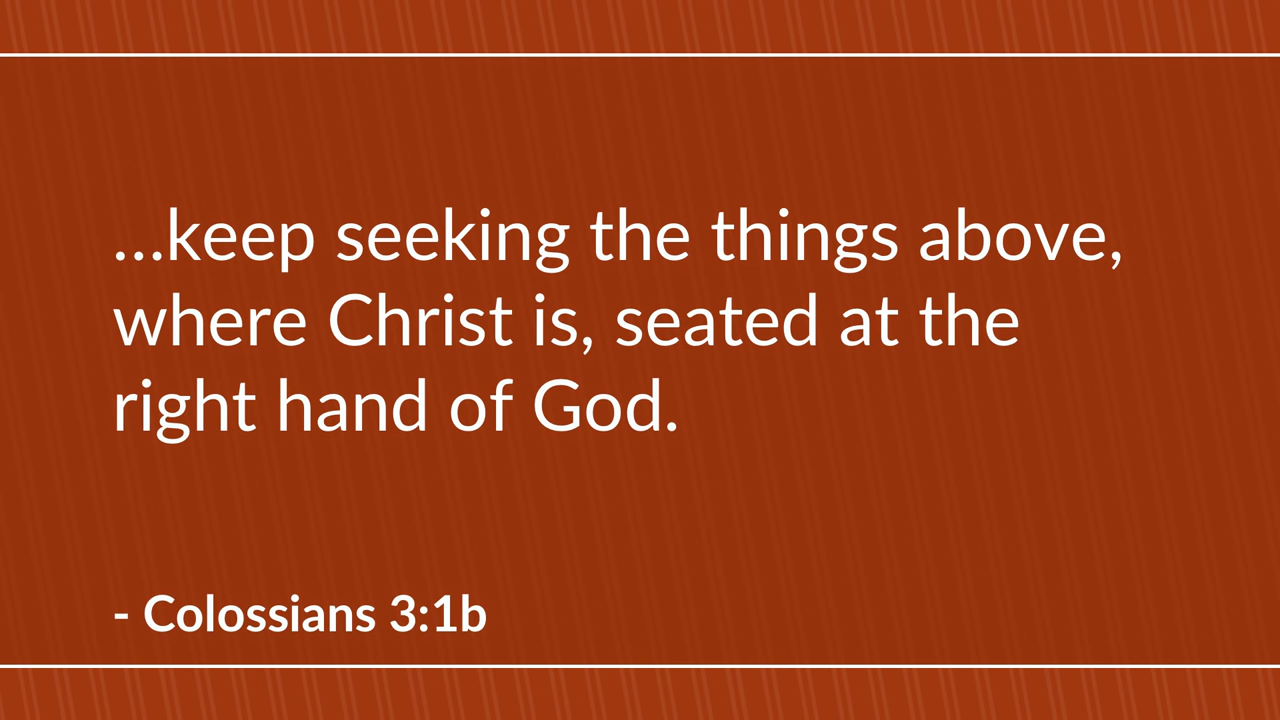 ...keep seeking the things above,
where Christ is, seated at the
right hand of God.
- Colossians 3:1b